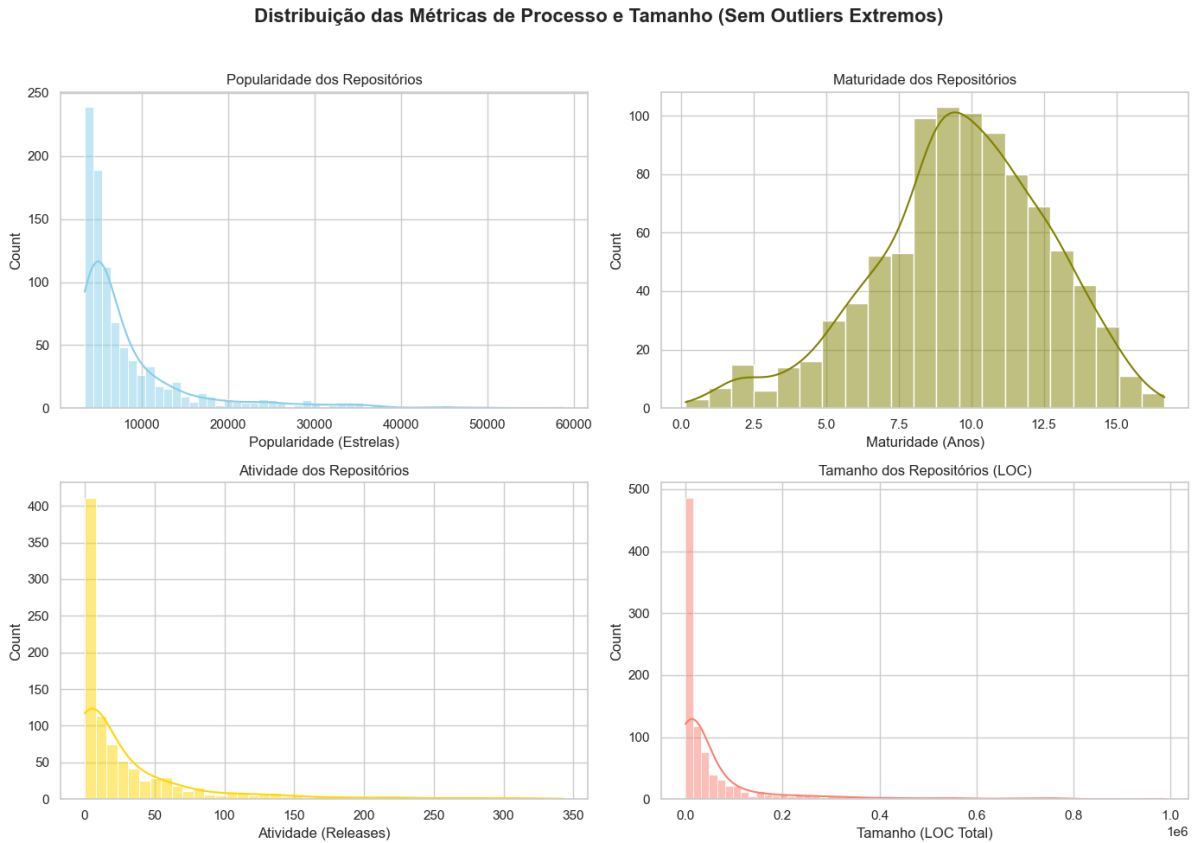 Distribuição das Métricas de Processo e Tamanho (Sem Outliers Extremos)
Popularidade dos Repositórios
250
200
150
100
50
0
Count
10000 20000 30000 40000 50000 60000
Popularidade (Estrelas)
Maturidade dos Repositórios
100
80
60
40
20
0
Count
0.0 2.5 5.0 7.5 10.0 12.5 15.0
Maturidade (Anos)
Atividade dos Repositórios
400
350
300
250
200
150
100
50
0
Count
0 50 100 150 200 250 300 350
Atividade (Releases)
Tamanho dos Repositórios (LOC)
500
400
300
200
100
0
Count
0.0 0.2 0.4 0.6 0.8 1.0
1e6
Tamanho (LOC Total)